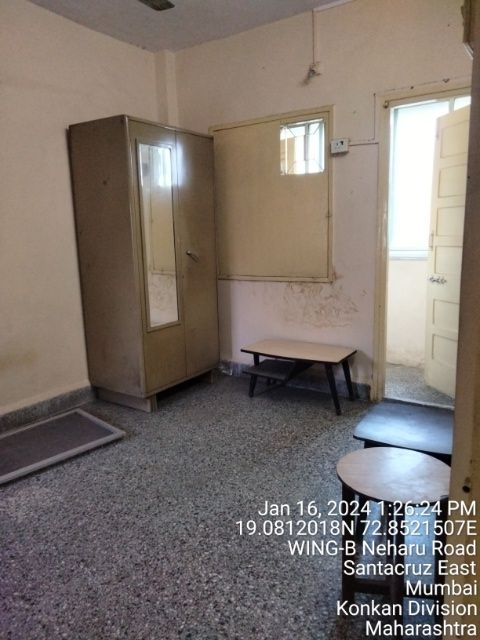 Jan 16, 2024 1:26:24 PM
19.0812018N 72.8521507E
WING-B Neharu Road
Santacruz East
Mumbai
Konkan Division
Maharashtra